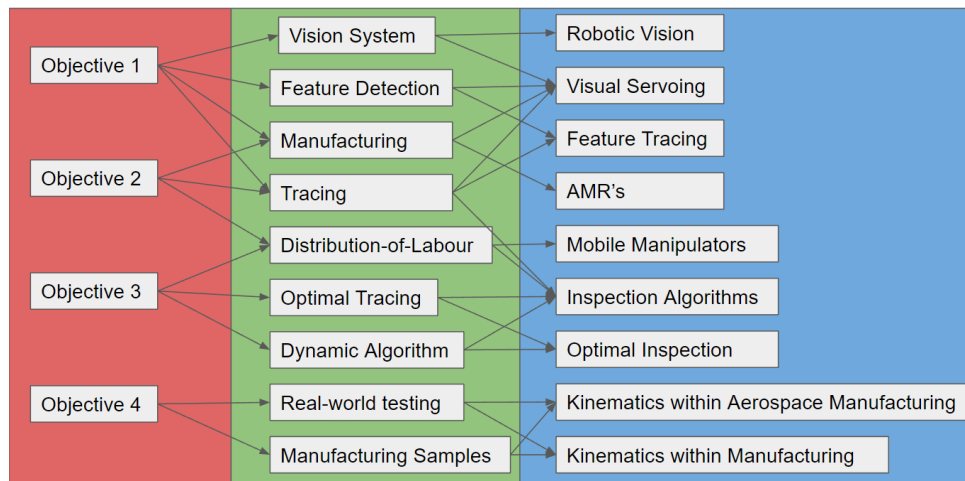 Objective 1
Objective 2
Objective 3
Objective 4
Vision System
Feature Detection
Manufacturing
Tracing
Distribution-of-Labour
Optimal Tracing
Dynamic Algorithm
Real-world testing
Manufacturing Samples
Robotic Vision
Visual Servoing
Feature Tracing
AMR's
Mobile Manipulators
Inspection Algorithms
Optimal Inspection
Kinematics within Aerospace Manufacturing
Kinematics within Manufacturing